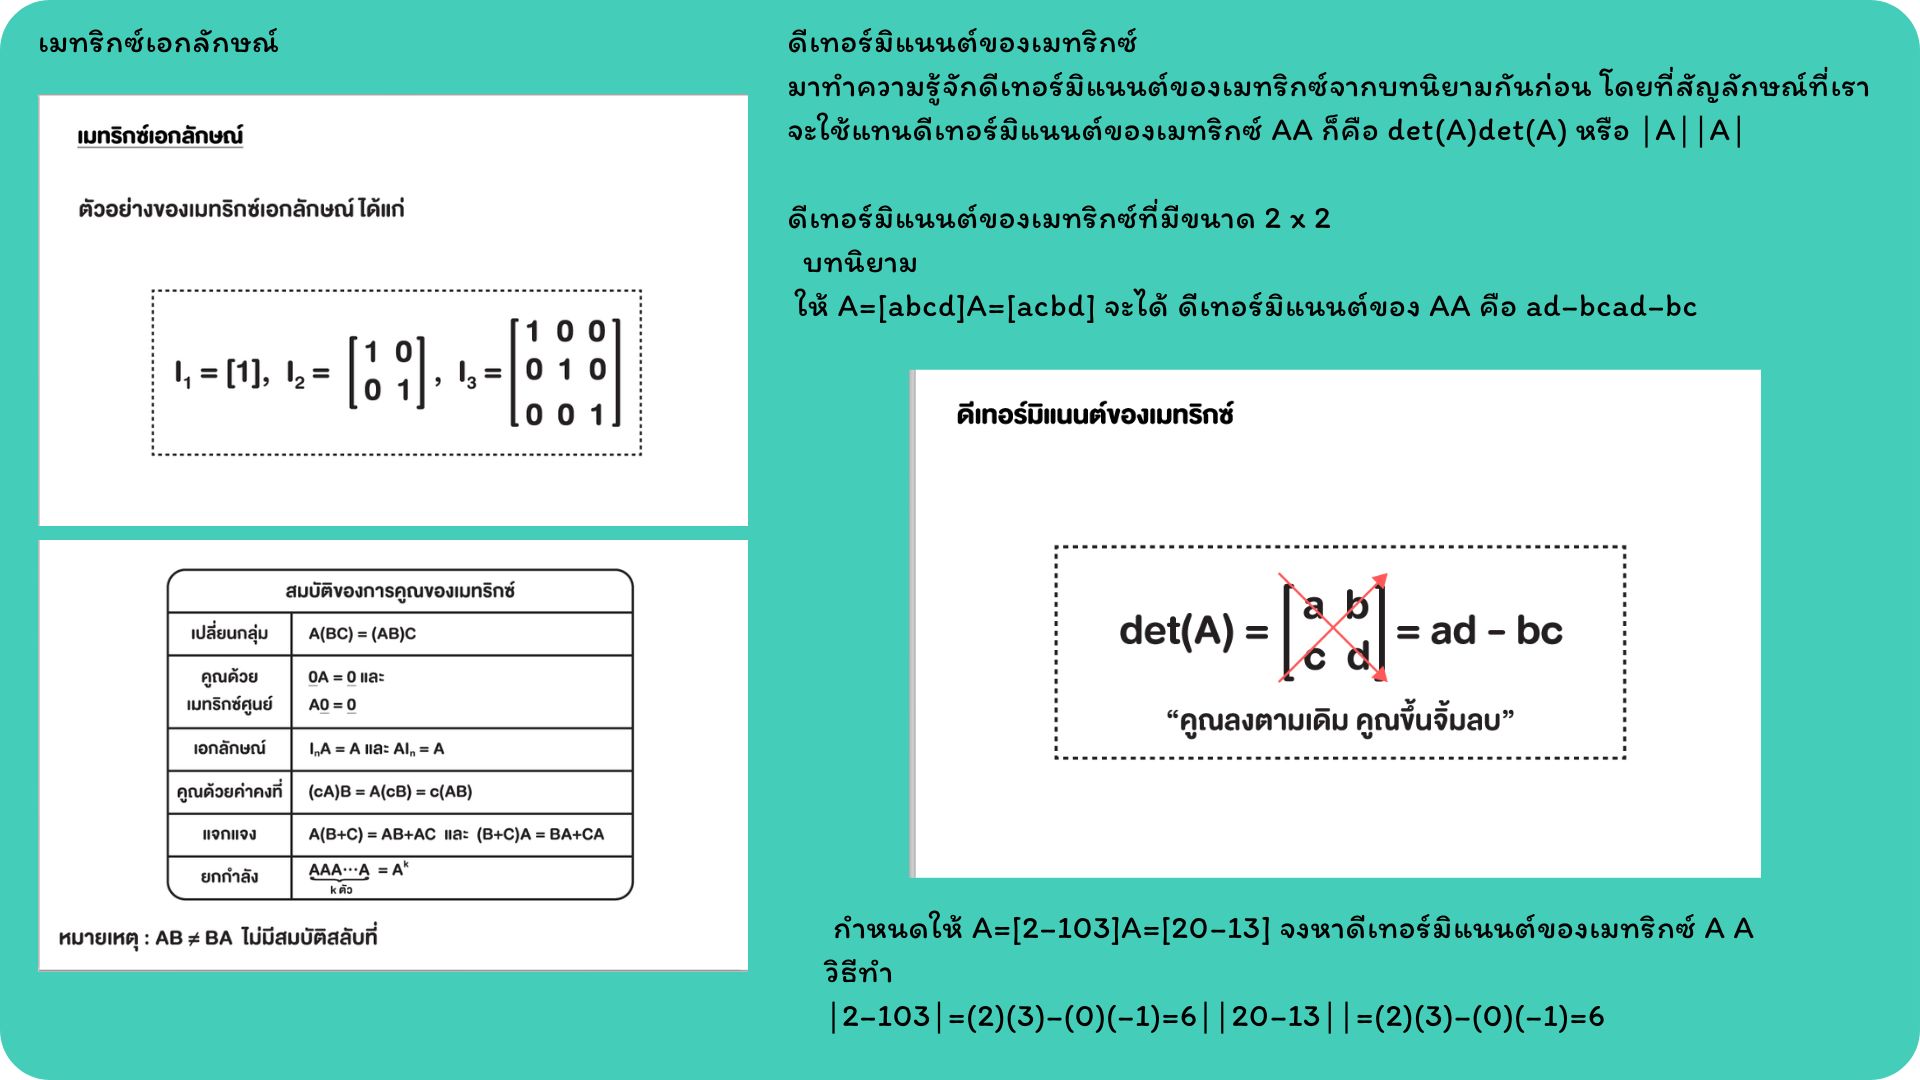 เมทริกซ์เอกลักษณ์
เมทริกซ์เอกลักษณ์
ตัวอย่างของเมทริกซ์เอกลักษณ์ ได้แก่
I₁ = [1], I₂ = [1 0
0 1], I₃ = [1 0 0
0 1 0
0 0 1]
สมบัติของการคูณของเมทริกซ์
เปลี่ยนกลุ่ม A(BC) = (AB)C
คูณด้วย 0A = 0 และ
เมทริกซ์ศูนย์ A0 = 0
เอกลักษณ์ IₙA = A และ AIₙ = A
คูณด้วยค่าคงที่ (cA)B = A(cB) = c(AB)
แจกแจง A(B+C) = AB+AC และ (B+C)A = BA+CA
ยกกำลัง AAA⋯A = Aᵏ
k ตัว
หมายเหตุ : AB ≠ BA ไม่มีสมบัติสลับที่
ดีเทอร์มิแนนต์ของเมทริกซ์
มาทำความรู้จักดีเทอร์มิแนนต์ของเมทริกซ์จากบทนิยามกันก่อน โดยที่สัญลักษณ์ที่เรา
จะใช้แทนดีเทอร์มิแนนต์ของเมทริกซ์ AA ก็คือ det(A)det(A) หรือ |A||A|
ดีเทอร์มิแนนต์ของเมทริกซ์ที่มีขนาด 2 x 2
บทนิยาม
ให้ A=[abcd]A=[acbd] จะได้ ดีเทอร์มิแนนต์ของ AA คือ ad−bcad−bc
ดีเทอร์มิแนนต์ของเมทริกซ์
det(A) = [a b
c d] = ad - bc
“คูณลงตามเดิม คูณขึ้นจิ้มลบ”
กำหนดให้ A=[2−103]A=[20−13] จงหาดีเทอร์มิแนนต์ของเมทริกซ์ A A
วิธีทำ
|2−103|=(2)(3)−(0)(−1)=6||20−13||=(2)(3)−(0)(−1)=6